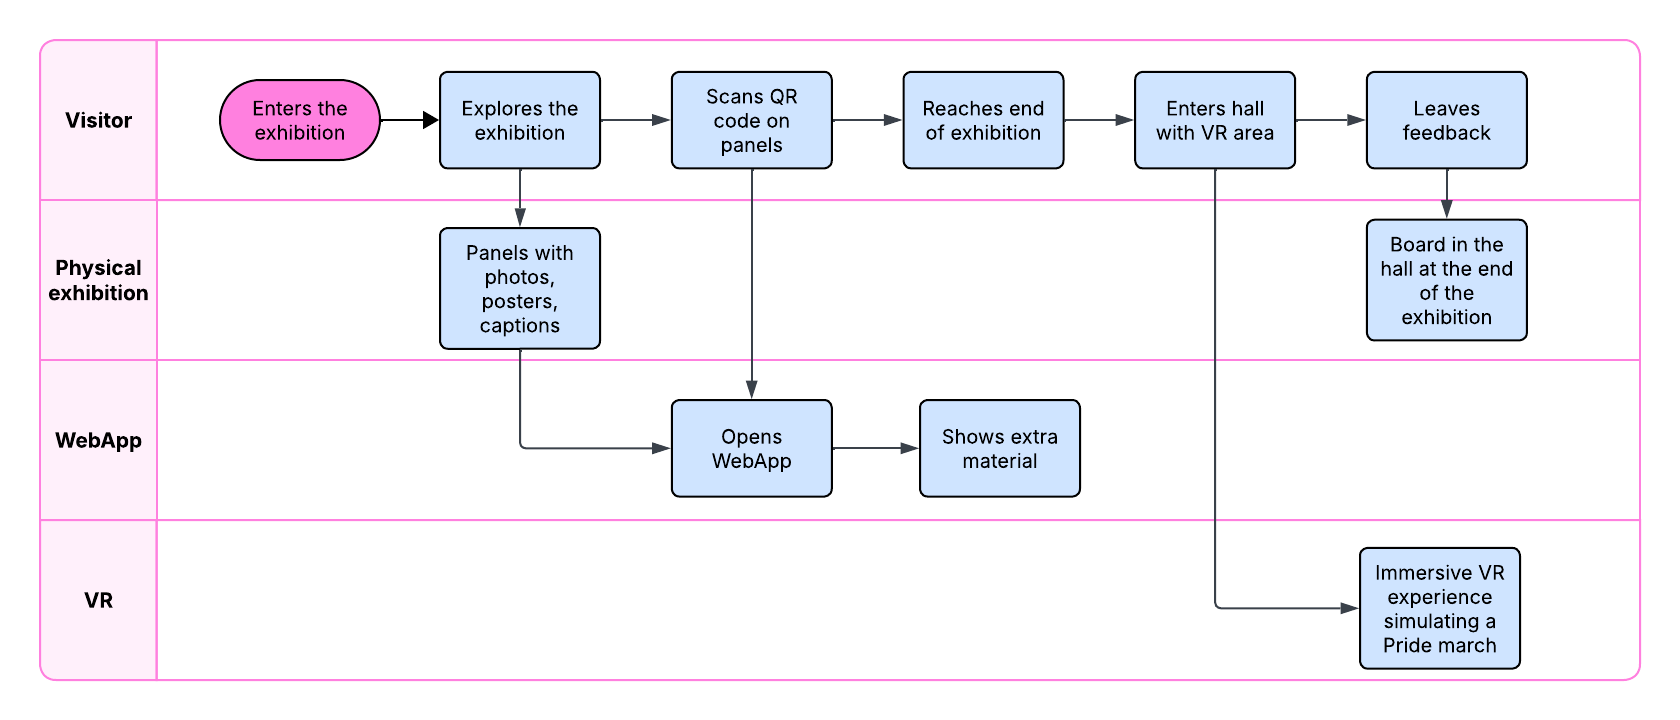 Visitor
Enters the
exhibition
Explores the
exhibition
Scans QR
code on
panels
Reaches end
of exhibition
Enters hall
with VR area
Leaves
feedback
Physical
exhibition
Panels with
photos,
posters,
captions
Board in the
hall at the end
of the
exhibition
WebApp
Opens
WebApp
Shows extra
material
VR
Immersive VR
experience
simulating a
Pride march